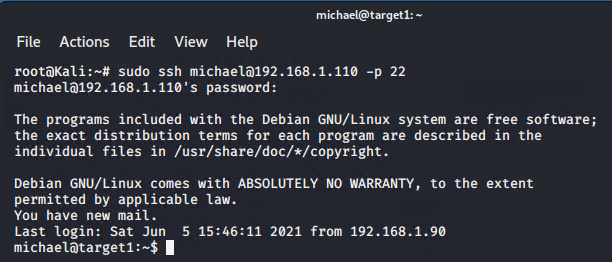 michael@target1: ~
File Actions Edit View Help
root@Kali:~# sudo ssh michael@192.168.1.110 -p 22
michael@192.168.1.110's password:
The programs included with the Debian GNU/Linux system are free software;
the exact distribution terms for each program are described in the
individual files in /usr/share/doc/*/copyright.
Debian GNU/Linux comes with ABSOLUTELY NO WARRANTY, to the extent
permitted by applicable law.
You have new mail.
Last login: Sat Jun  5 15:46:11 2021 from 192.168.1.90
michael@target1:~$